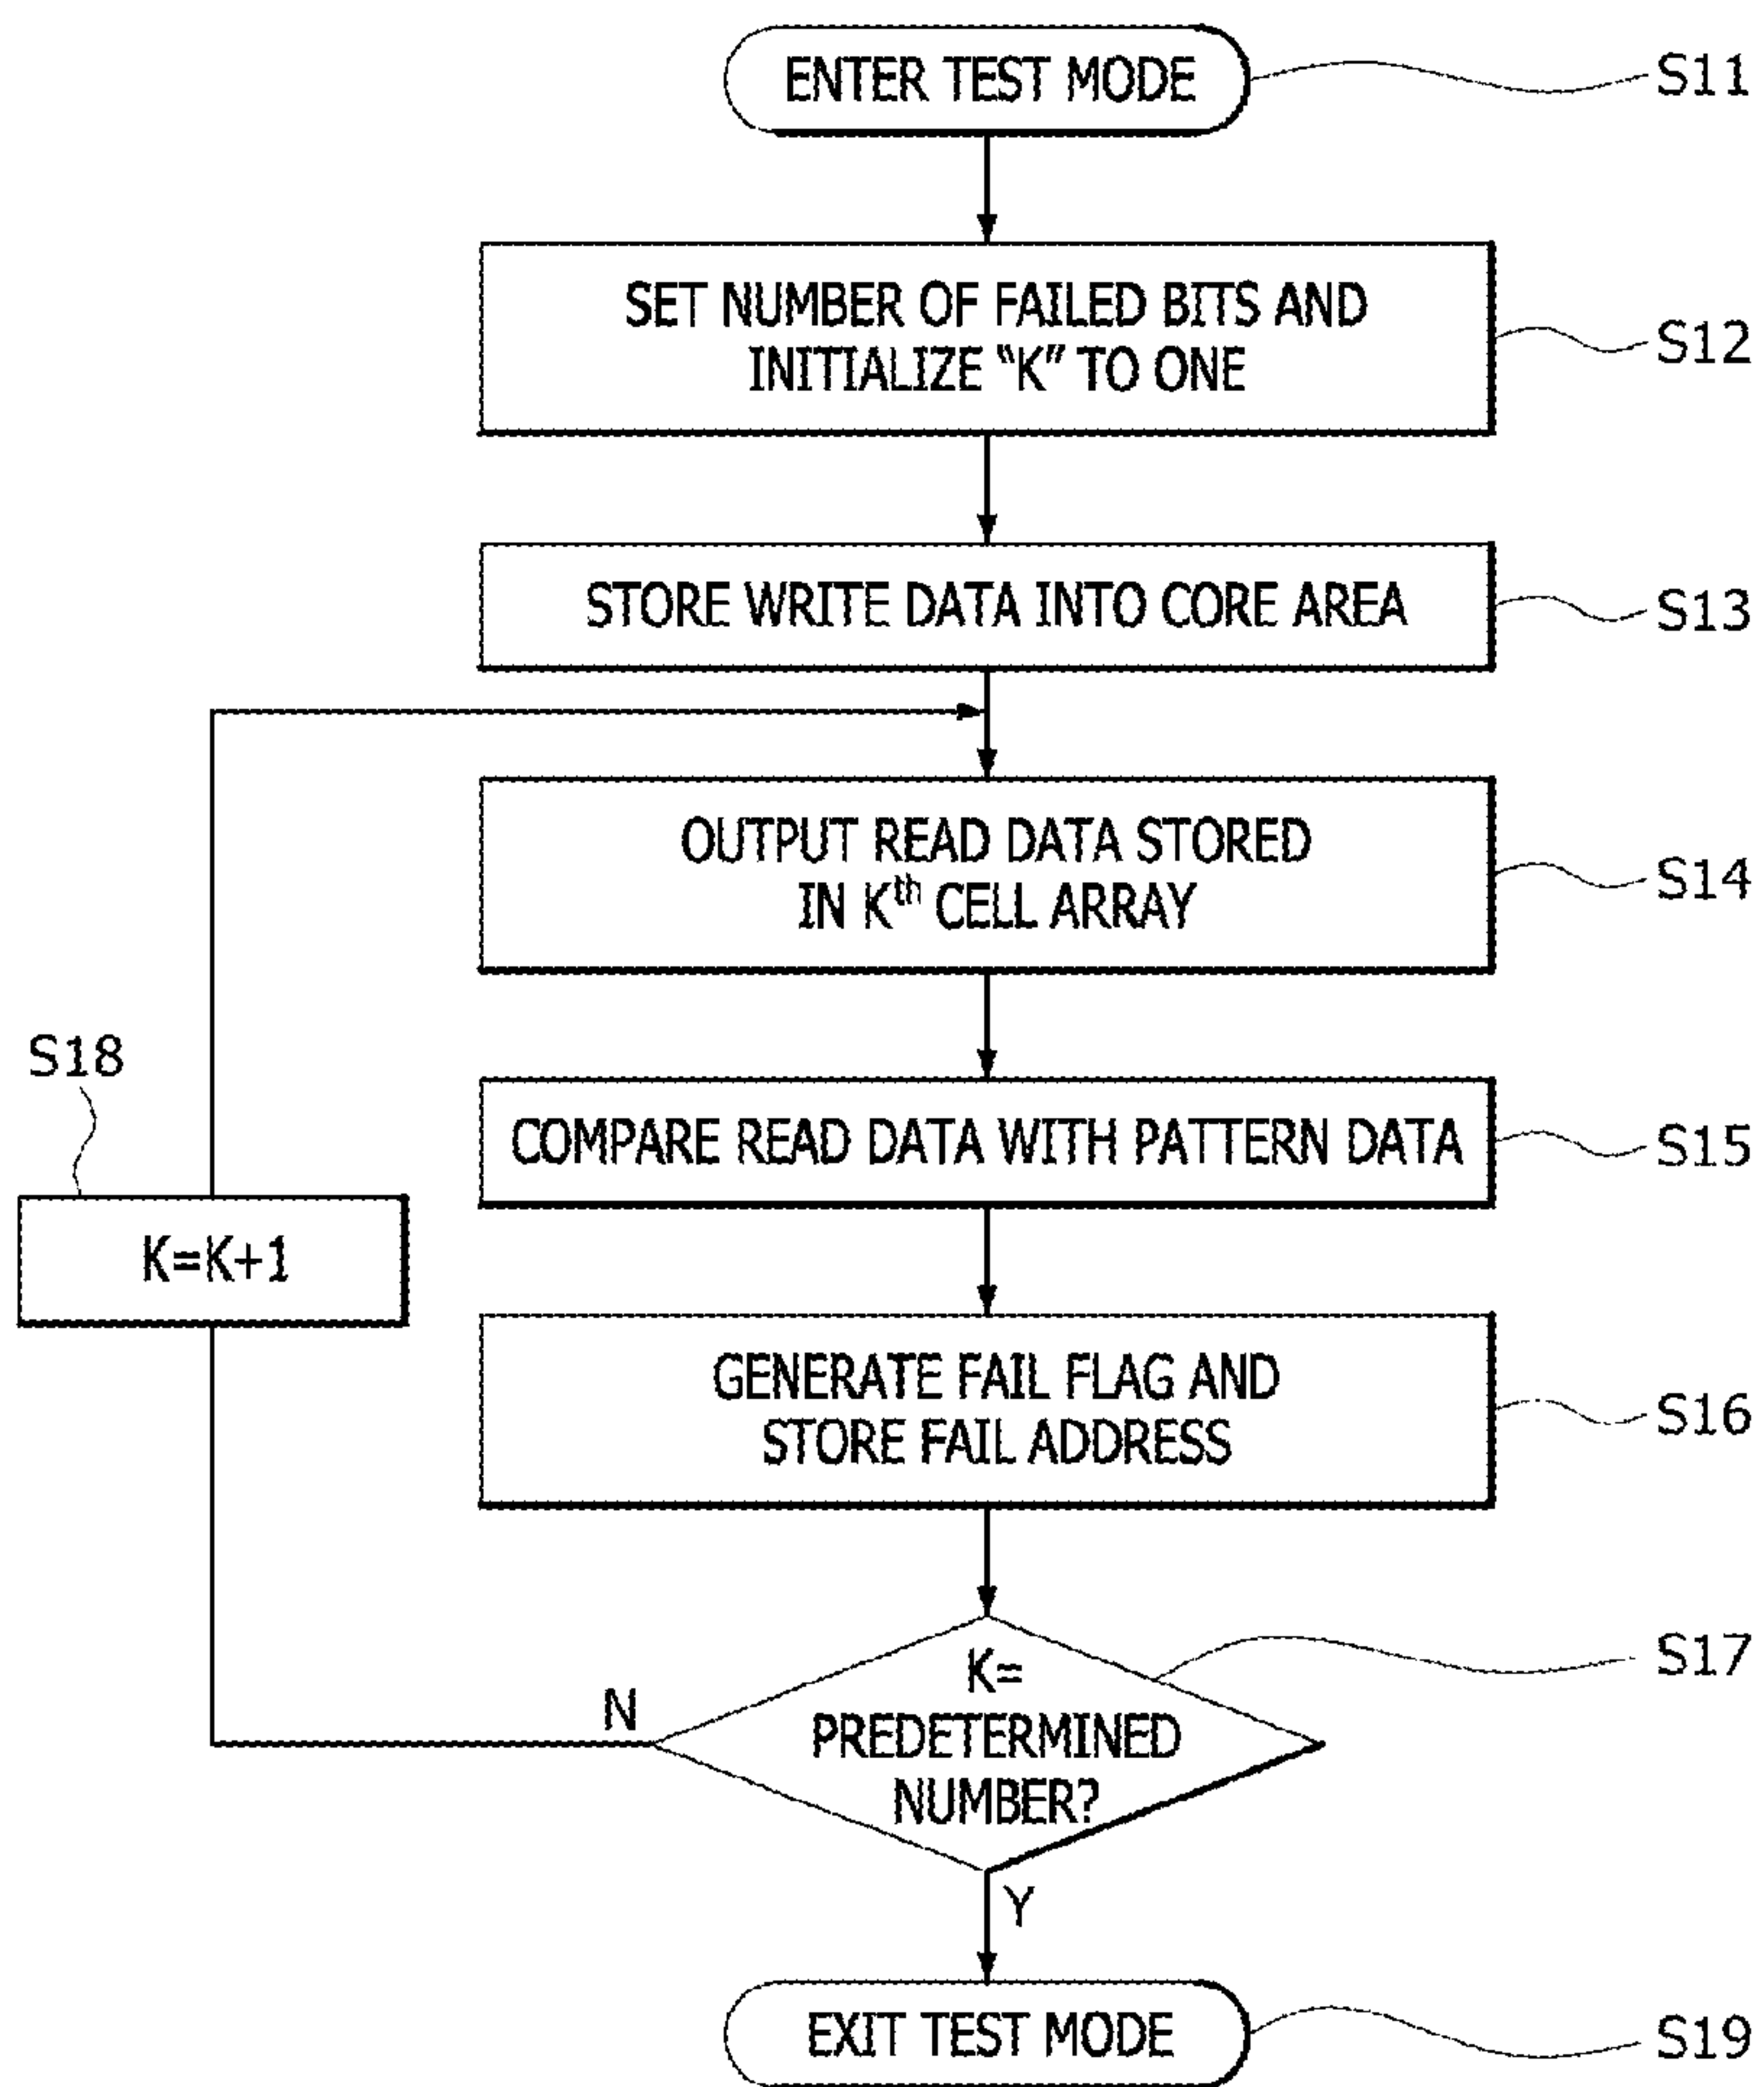 ENTER TEST MODE
S11
SET NUMBER OF FAILED BITS AND
INITIALIZE “K” TO ONE
S12
STORE WRITE DATA INTO CORE AREA
S13
OUTPUT READ DATA STORED
IN Kth CELL ARRAY
S14
COMPARE READ DATA WITH PATTERN DATA
S15
S18
K=K+1
GENERATE FAIL FLAG AND
STORE FAIL ADDRESS
S16
K=
PREDETERMINED
NUMBER?
S17
N
Y
EXIT TEST MODE
S19